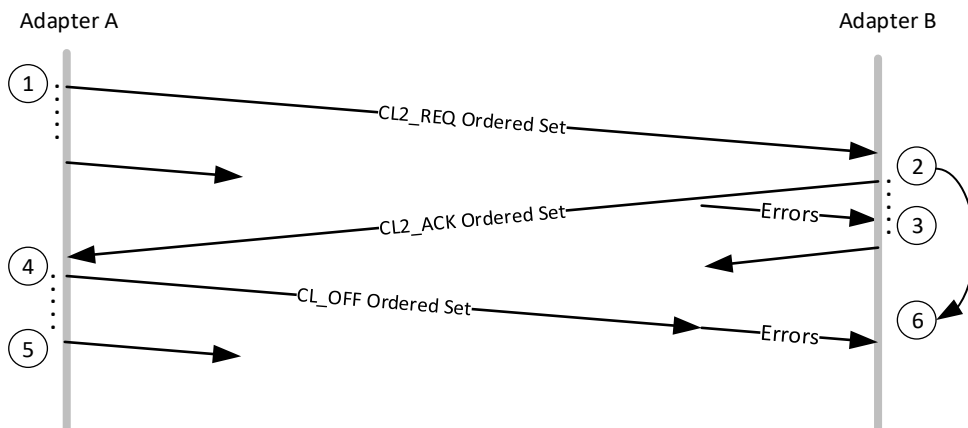 Adapter A
Adapter B
1
CL2_REQ Ordered Set
2
CL2_ACK Ordered Set
Errors
3
4
CL_OFF Ordered Set
Errors
6
5